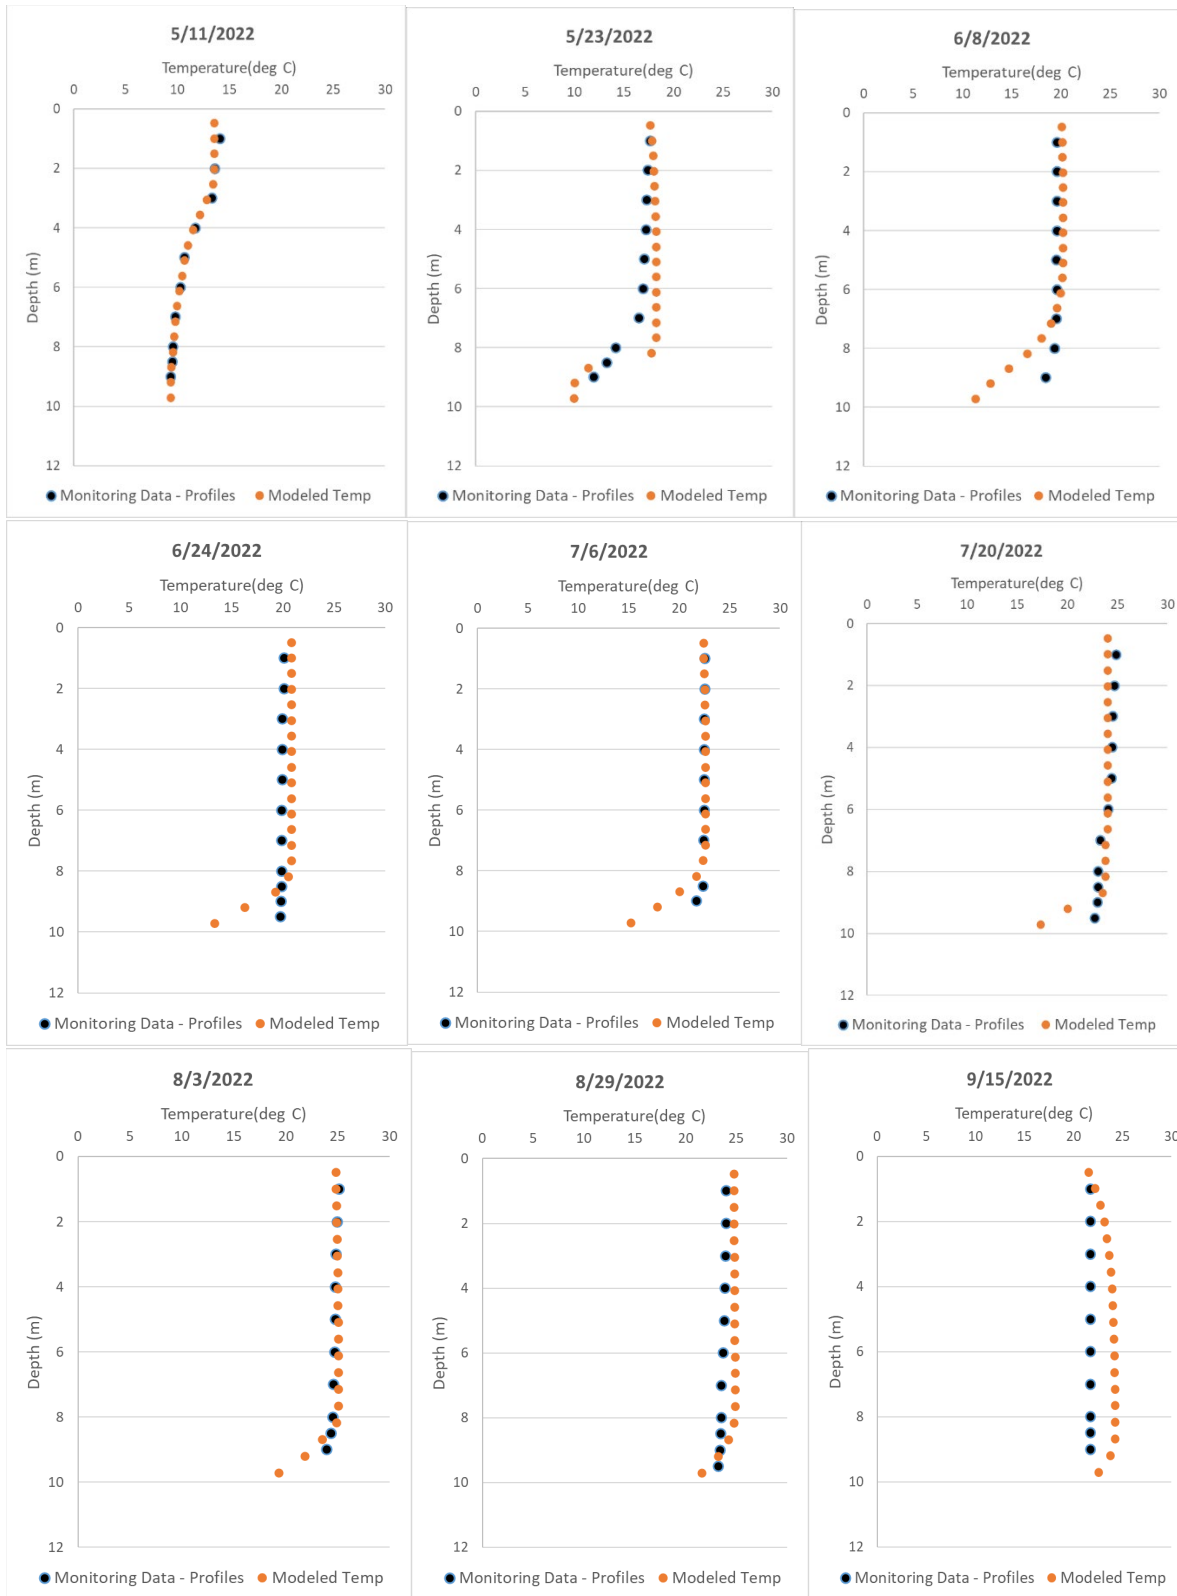 5/11/2022
Temperature(deg C)
0 5 10 15 20 25 30
0
2
4
6
8
10
12
Depth (m)
Monitoring Data - Profiles Modeled Temp
5/23/2022
Temperature(deg C)
0 5 10 15 20 25 30
0
2
4
6
8
10
12
Depth (m)
Monitoring Data - Profiles Modeled Temp
6/8/2022
Temperature(deg C)
0 5 10 15 20 25 30
0
2
4
6
8
10
12
Depth (m)
Monitoring Data - Profiles Modeled Temp
6/24/2022
Temperature(deg C)
0 5 10 15 20 25 30
0
2
4
6
8
10
12
Depth (m)
Monitoring Data - Profiles Modeled Temp
7/6/2022
Temperature(deg C)
0 5 10 15 20 25 30
0
2
4
6
8
10
12
Depth (m)
Monitoring Data - Profiles Modeled Temp
7/20/2022
Temperature(deg C)
0 5 10 15 20 25 30
0
2
4
6
8
10
12
Depth (m)
Monitoring Data - Profiles Modeled Temp
8/3/2022
Temperature(deg C)
0 5 10 15 20 25 30
0
2
4
6
8
10
12
Depth (m)
Monitoring Data - Profiles Modeled Temp
8/29/2022
Temperature(deg C)
0 5 10 15 20 25 30
0
2
4
6
8
10
12
Depth (m)
Monitoring Data - Profiles Modeled Temp
9/15/2022
Temperature(deg C)
0 5 10 15 20 25 30
0
2
4
6
8
10
12
Depth (m)
Monitoring Data - Profiles Modeled Temp